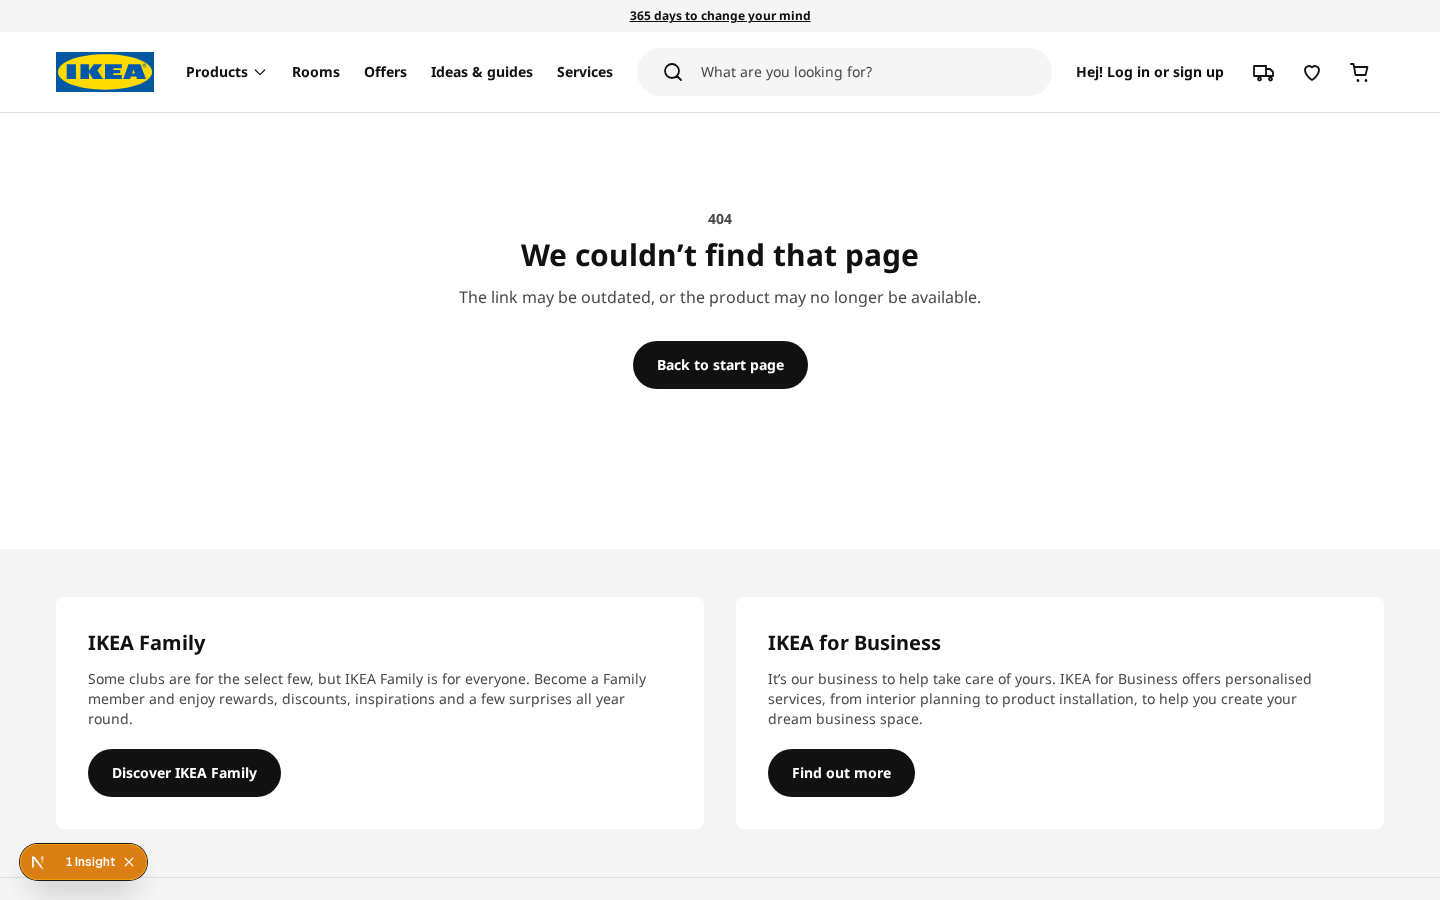 365 days to change your mind
IKEA
Products
Rooms
Offers
Ideas & guides
Services
What are you looking for?
Hej! Log in or sign up
404
We couldn’t find that page
The link may be outdated, or the product may no longer be available.
Back to start page
IKEA Family
Some clubs are for the select few, but IKEA Family is for everyone. Become a Family
member and enjoy rewards, discounts, inspirations and a few surprises all year
round.
Discover IKEA Family
IKEA for Business
It’s our business to help take care of yours. IKEA for Business offers personalised
services, from interior planning to product installation, to help you create your
dream business space.
Find out more
1 Insight